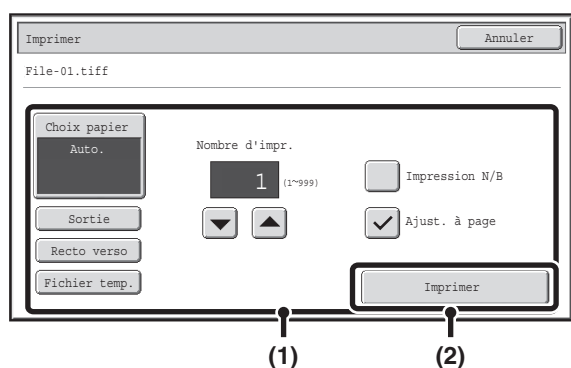 Imprimer
Annuler
File-01.tiff
Choix papier
Auto.
Sortie
Recto verso
Fichier temp.
Nombre d'impr.
1 (1~999)
Impression N/B
Ajust. à page
Imprimer
(1) (2)